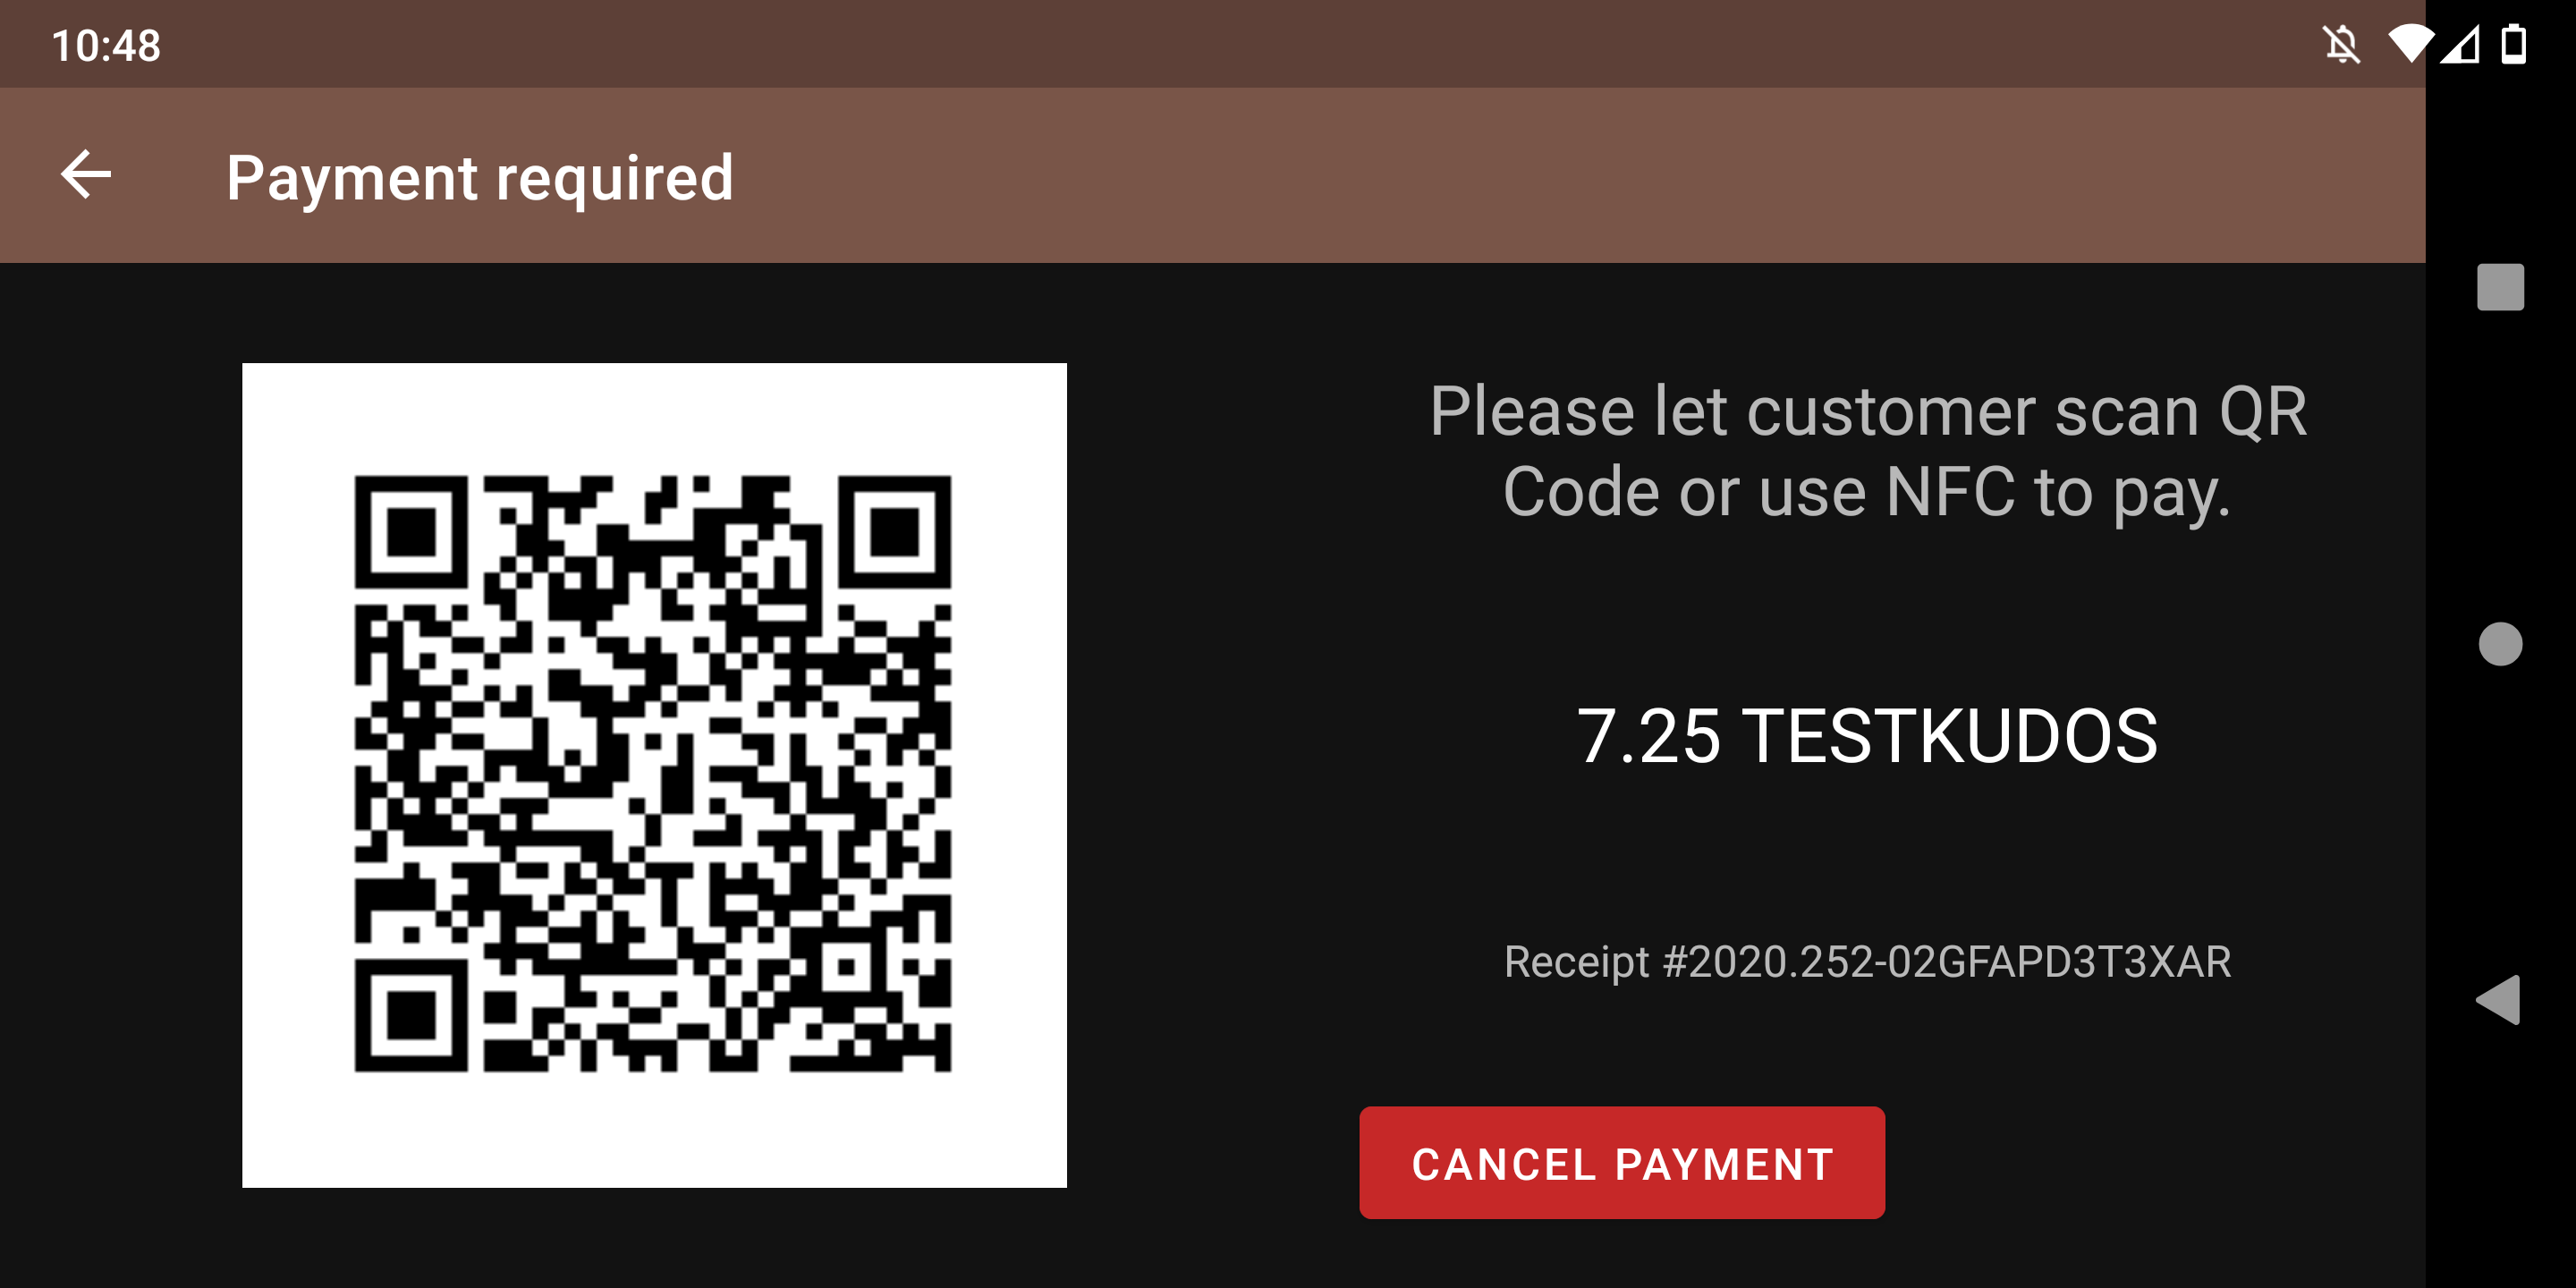 10:48
Payment required
Please let customer scan QR
Code or use NFC to pay.
7.25 TESTKUDOS
Receipt #2020.252-02GFAPD3T3XAR
CANCEL PAYMENT